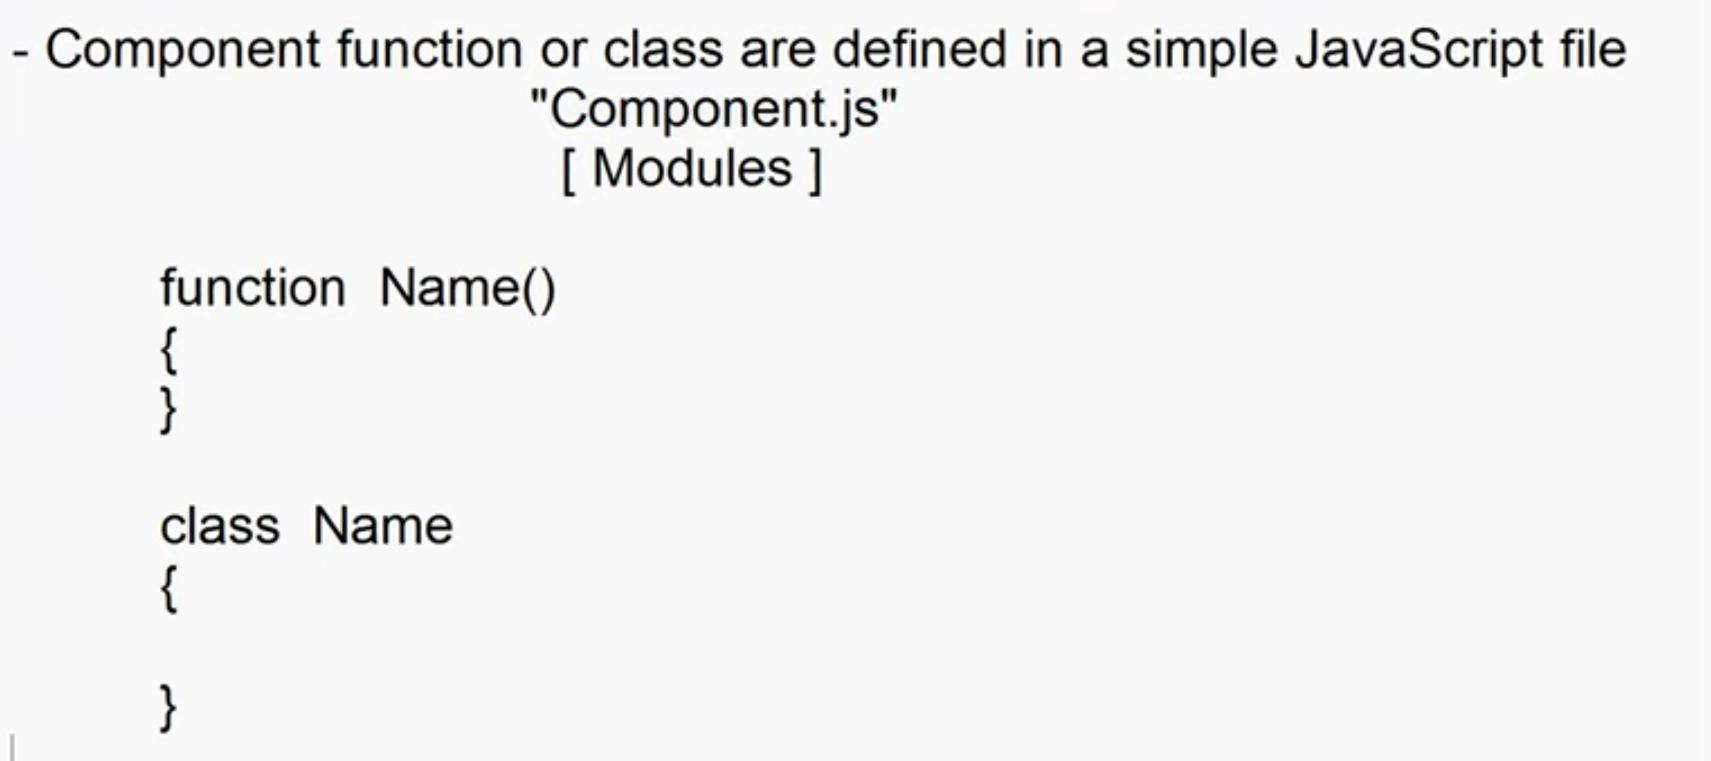 - Component function or class are defined in a simple JavaScript file
"Component.js"
[ Modules ]
function Name()
{
}
class Name
{
}